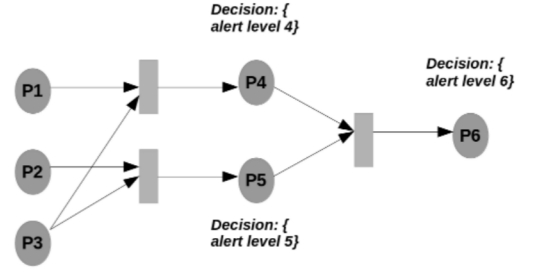 Decision: {
alert level 4}
Decision: {
alert level 6}
P1
P4
P6
P2
P5
P3
Decision: {
alert level 5}